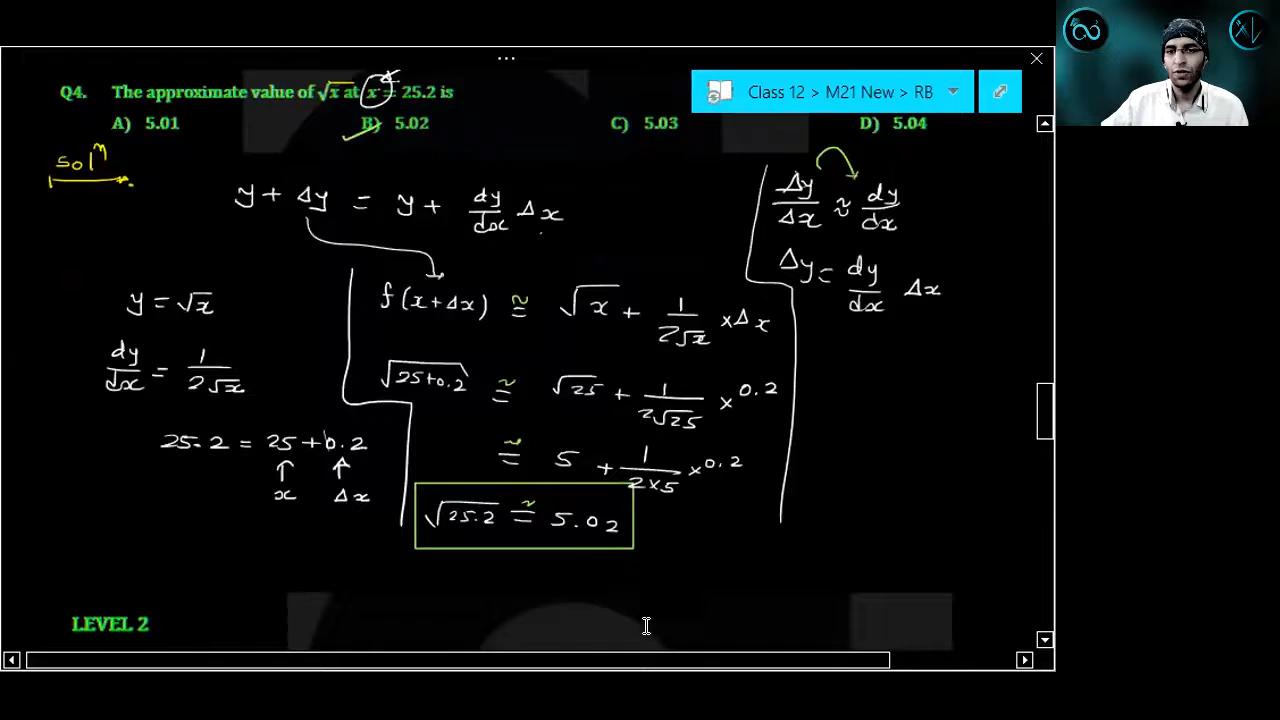 Q4. The approximate value of √x at x = 25.2 is
A) 5.01 B) 5.02 C) 5.03 D) 5.04
Class 12 > M21 New > RB
solⁿ
y + Δy = y + dy/dx Δx
Δy/Δx ≈ dy/dx
Δy = dy/dx Δx
y = √x
dy/dx = 1/2√x
25.2 = 25 + 0.2
x Δx
f(x+Δx) ≅ √x + 1/2√x × Δx
√25+0.2 ≅ √25 + 1/2√25 × 0.2
≅ 5 + 1/2×5 × 0.2
√25.2 ≅ 5.02
LEVEL 2